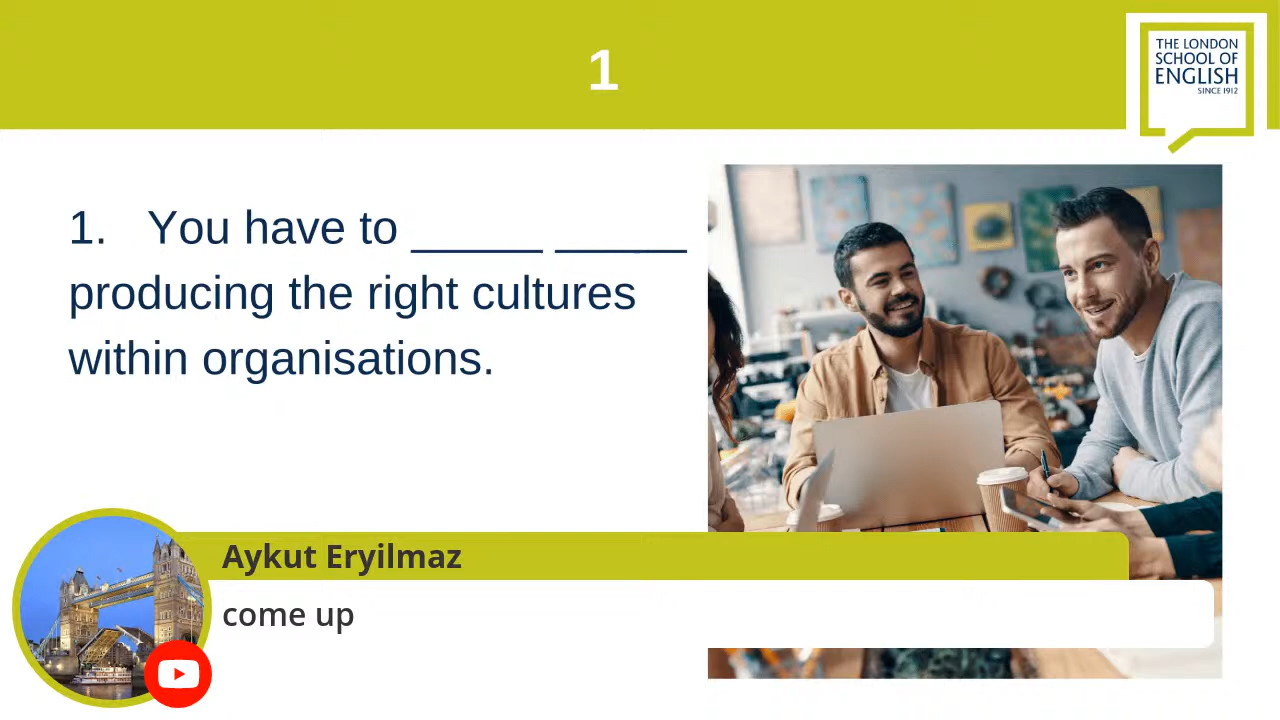 1
THE LONDON
SCHOOL OF
ENGLISH
SINCE 1912
1. You have to _____ _____
producing the right cultures
within organisations.
Aykut Eryilmaz
come up